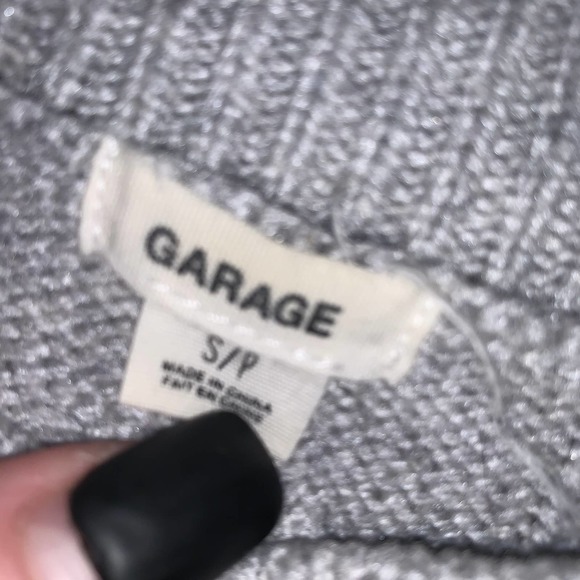 GARAGE
S/P
MADE IN CHINA
FAIT EN CHINE